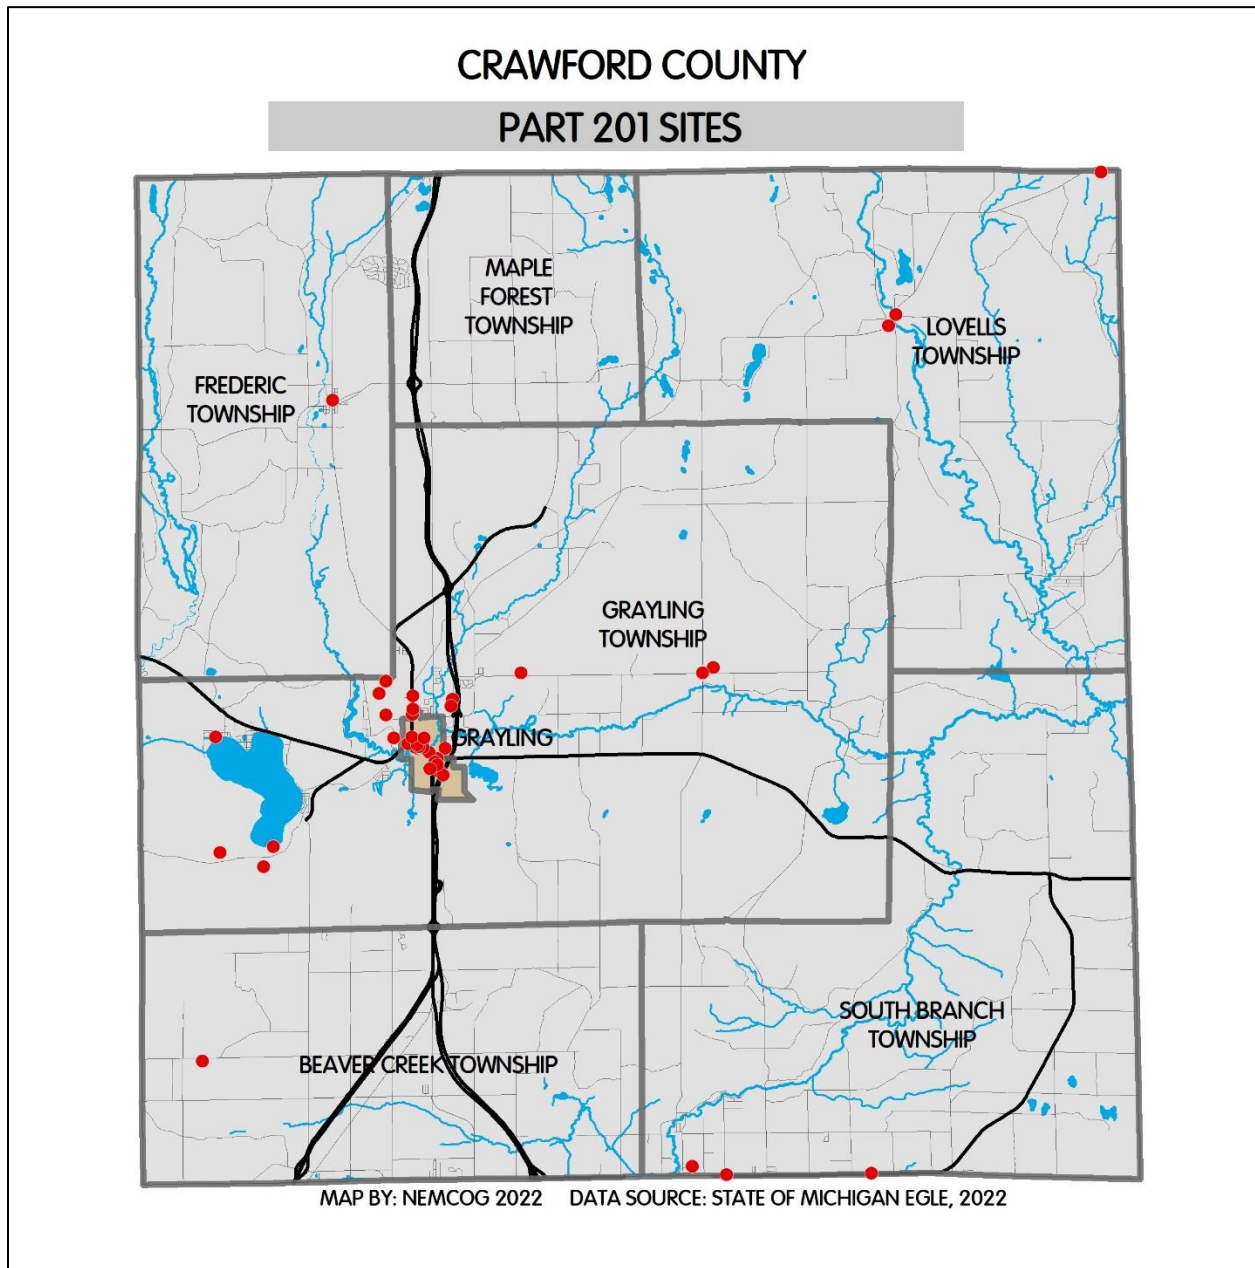 CRAWFORD COUNTY
PART 201 SITES
MAPLE
FOREST
TOWNSHIP
LOVELLS
TOWNSHIP
FREDERIC
TOWNSHIP
GRAYLING
TOWNSHIP
GRAYLING
SOUTH BRANCH
TOWNSHIP
BEAVER CREEK TOWNSHIP
MAP BY: NEMCOG 2022 DATA SOURCE: STATE OF MICHIGAN EGLE, 2022